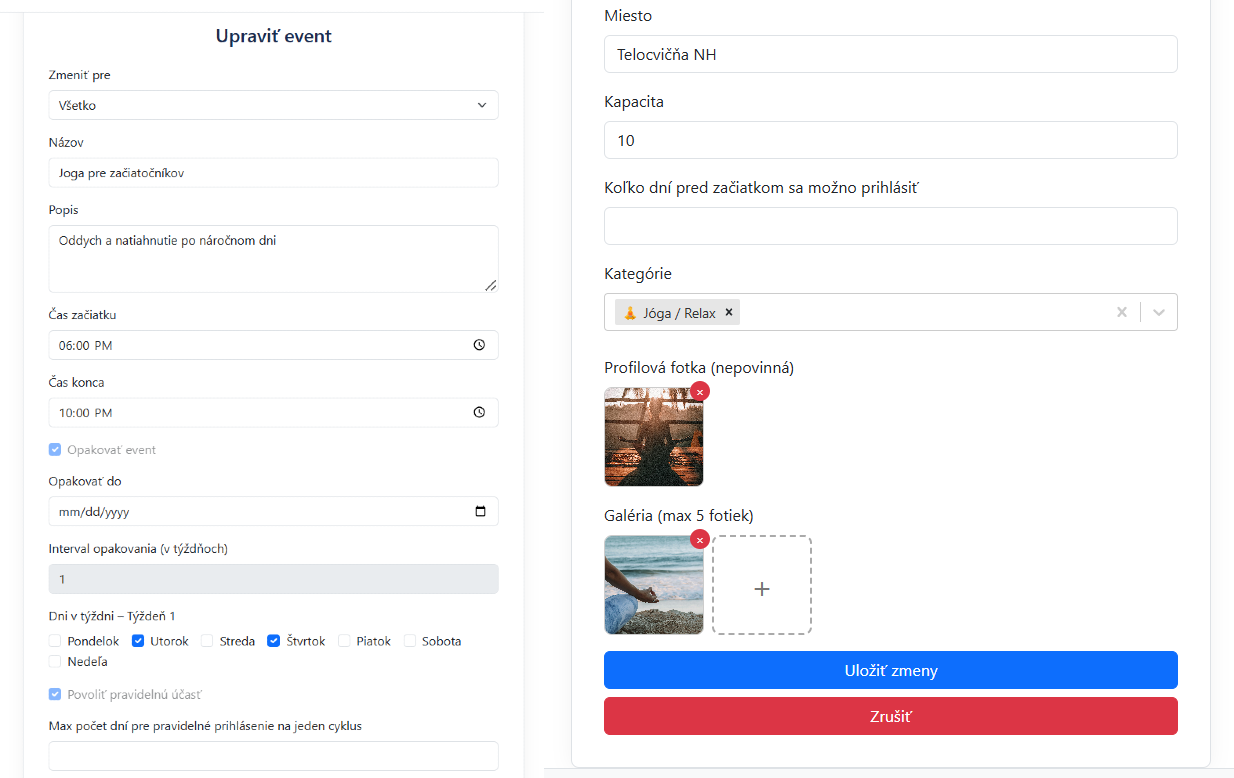 Upraviť event
Zmeniť pre
Všetko
Názov
Joga pre začiatočníkov
Popis
Oddych a natiahnutie po náročnom dni
Čas začiatku
06:00 PM
Čas konca
10:00 PM
Opakovať event
Opakovať do
mm/dd/yyyy
Interval opakovania (v týždňoch)
1
Dni v týždni – Týždeň 1
Pondelok Utorok Streda Štvrtok Piatok Sobota
Nedeľa
Povoliť pravidelnú účasť
Max počet dní pre pravidelné prihlásenie na jeden cyklus
Miesto
Telocvičňa NH
Kapacita
10
Koľko dní pred začiatkom sa možno prihlásiť
Kategórie
🧘 Jóga / Relax ×
Profilová fotka (nepovinná)
×
Galéria (max 5 fotiek)
×
+
Uložiť zmeny
Zrušiť